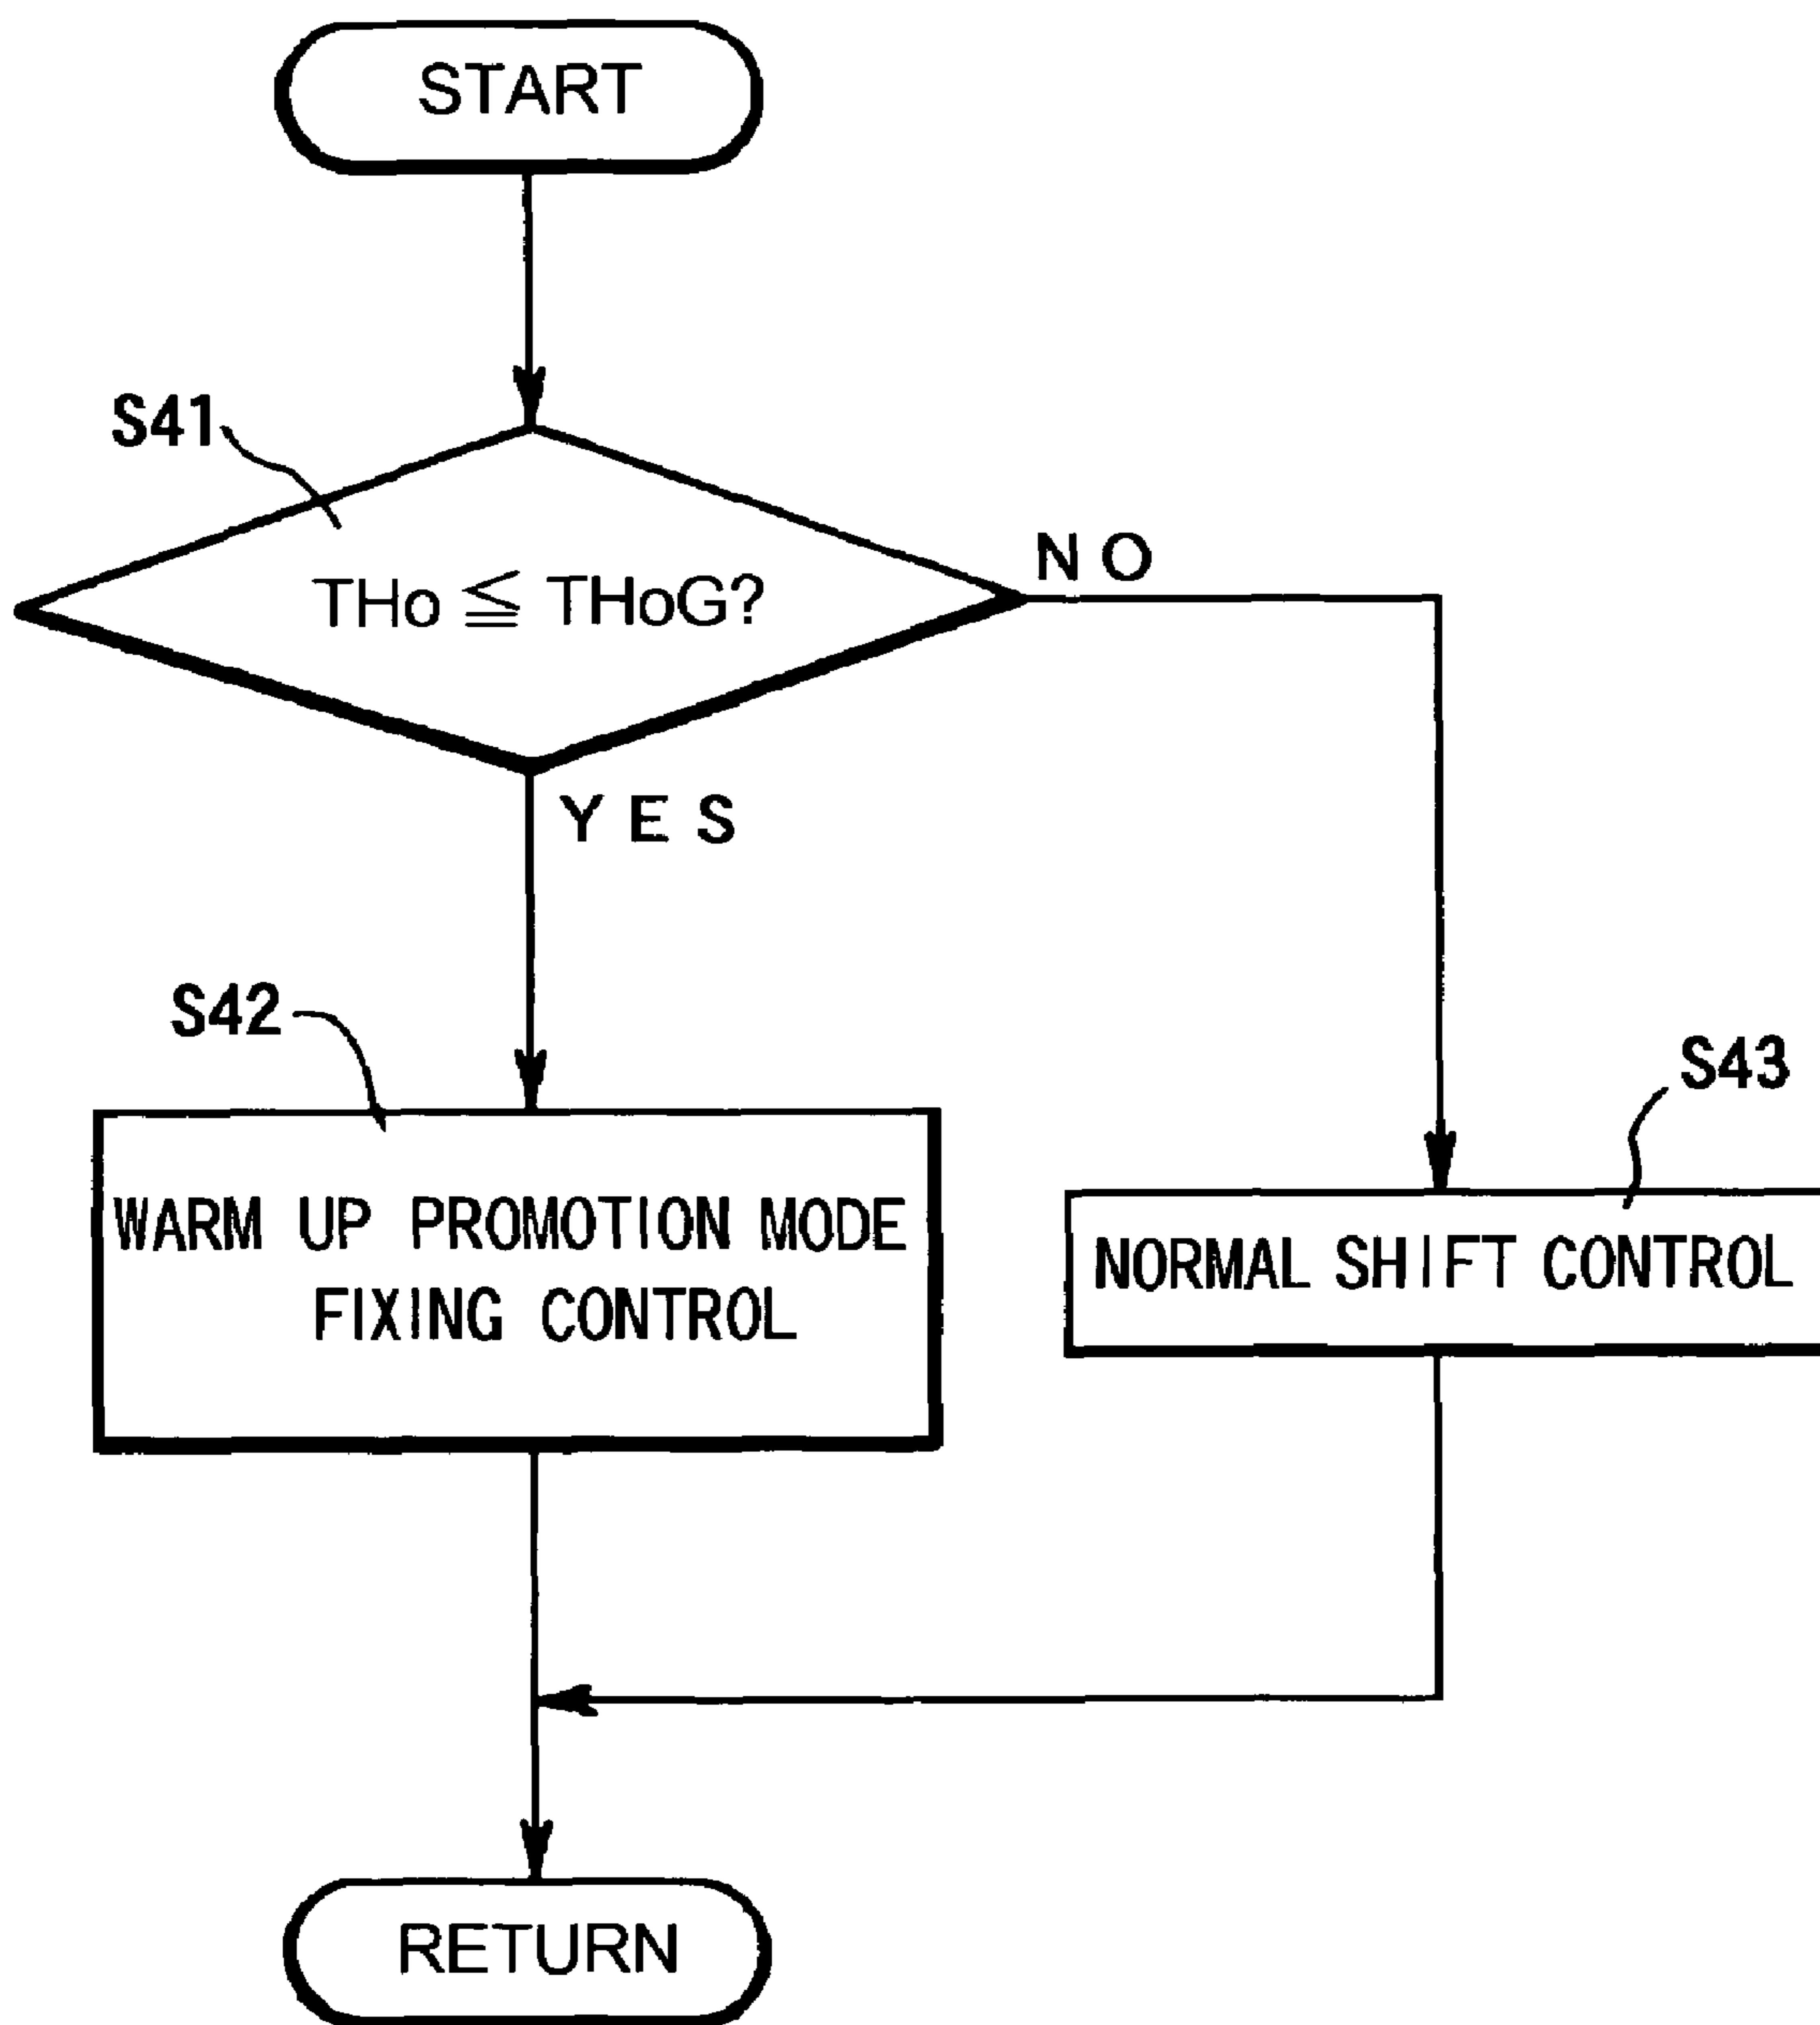 START
S41
THo ≦ THoG?
NO
YES
S42
WARM UP PROMOTION MODE
FIXING CONTROL
S43
NORMAL SHIFT CONTROL
RETURN